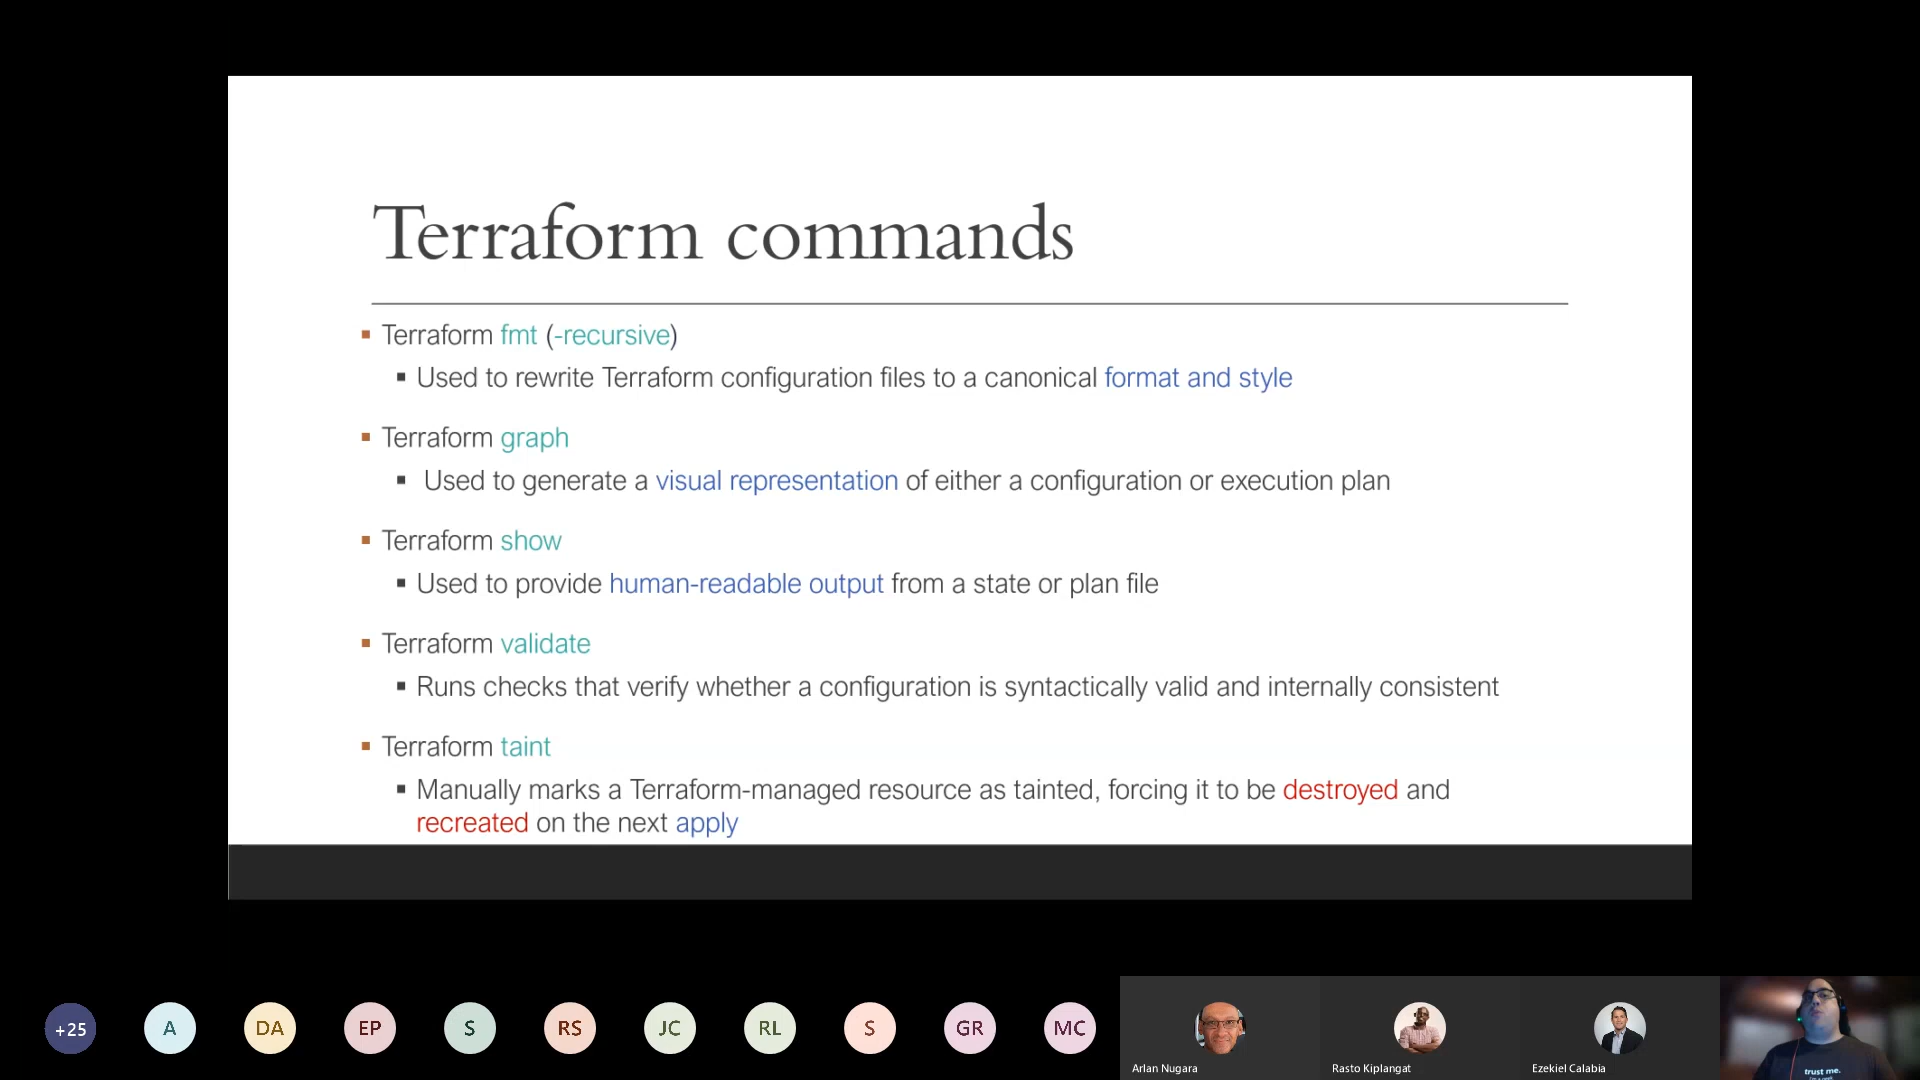 Terraform commands
Terraform fmt (-recursive)
Used to rewrite Terraform configuration files to a canonical format and style
Terraform graph
Used to generate a visual representation of either a configuration or execution plan
Terraform show
Used to provide human-readable output from a state or plan file
Terraform validate
Runs checks that verify whether a configuration is syntactically valid and internally consistent
Terraform taint
Manually marks a Terraform-managed resource as tainted, forcing it to be destroyed and
recreated on the next apply
+25
A
DA
EP
S
RS
JC
RL
S
GR
MC
Arlan Nugara
Rasto Kiplangat
Ezekiel Calabia
trust me.